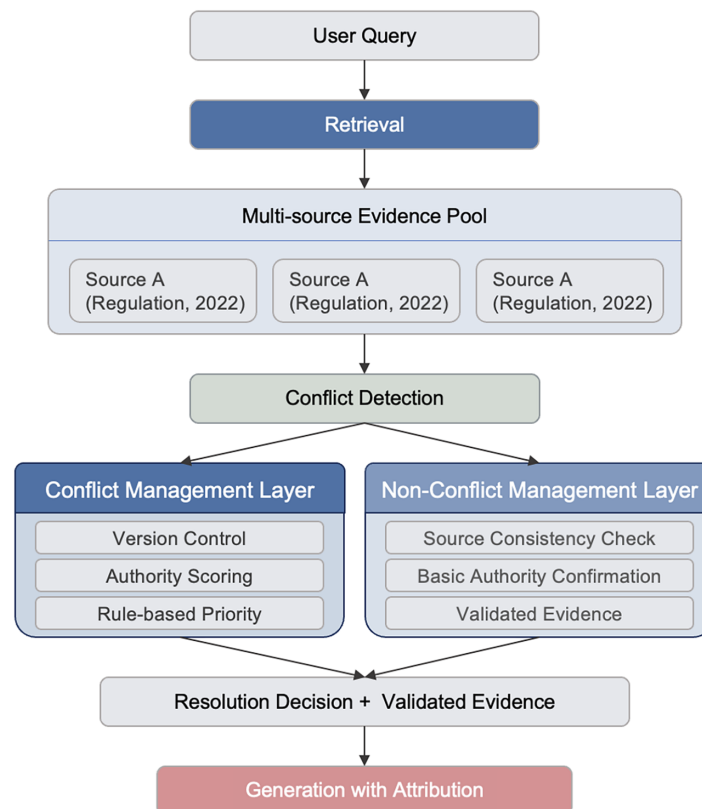 User Query
Retrieval
Multi-source Evidence Pool
Source A
(Regulation, 2022)
Source A
(Regulation, 2022)
Source A
(Regulation, 2022)
Conflict Detection
Conflict Management Layer
Version Control
Authority Scoring
Rule-based Priority
Non-Conflict Management Layer
Source Consistency Check
Basic Authority Confirmation
Validated Evidence
Resolution Decision + Validated Evidence
Generation with Attribution